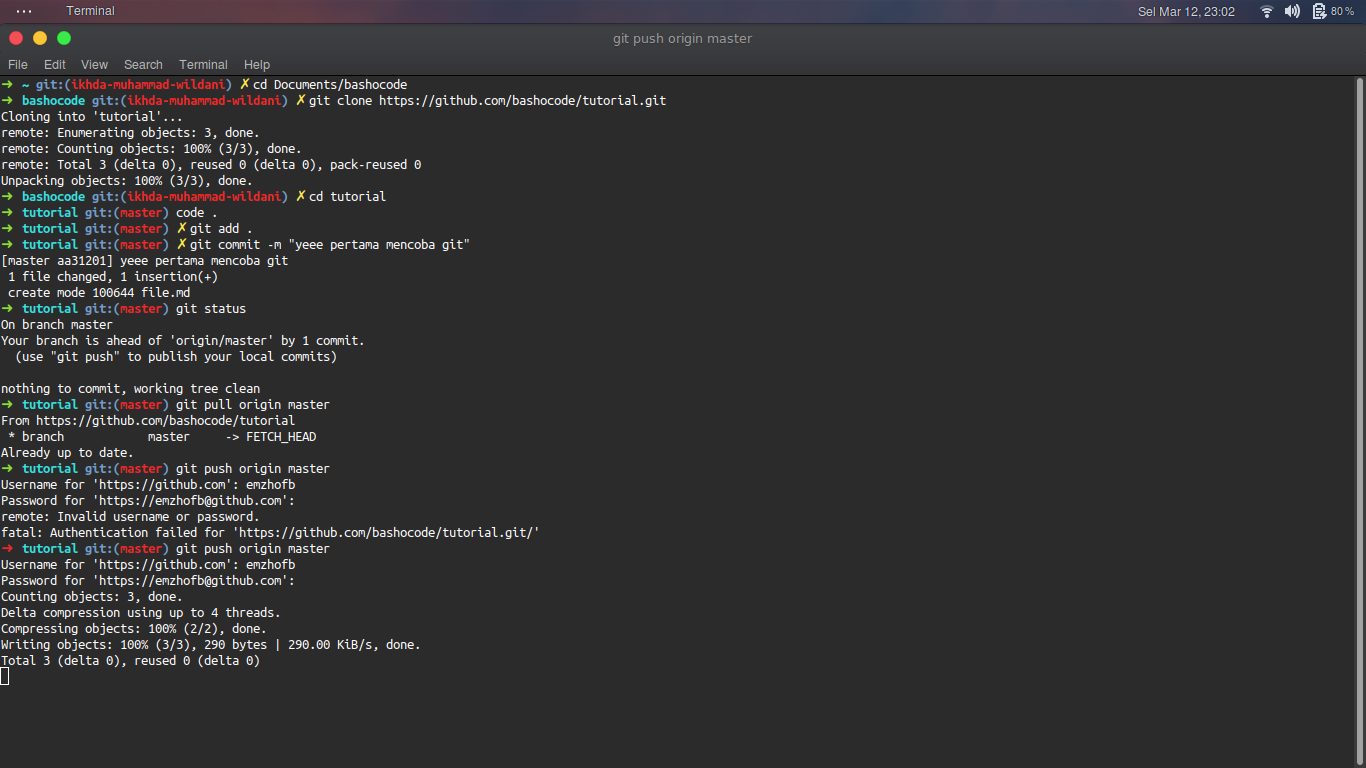 ... Terminal Sel Mar 12, 23:02 80 %
git push origin master
File Edit View Search Terminal Help
➜ ~ git:(ikhda-muhammad-wildani) ✗ cd Documents/bashocode
➜ bashocode git:(ikhda-muhammad-wildani) ✗ git clone https://github.com/bashocode/tutorial.git
Cloning into 'tutorial'...
remote: Enumerating objects: 3, done.
remote: Counting objects: 100% (3/3), done.
remote: Total 3 (delta 0), reused 0 (delta 0), pack-reused 0
Unpacking objects: 100% (3/3), done.
➜ bashocode git:(ikhda-muhammad-wildani) ✗ cd tutorial
➜ tutorial git:(master) code .
➜ tutorial git:(master) ✗ git add .
➜ tutorial git:(master) ✗ git commit -m "yeee pertama mencoba git"
[master aa31201] yeee pertama mencoba git
 1 file changed, 1 insertion(+)
 create mode 100644 file.md
➜ tutorial git:(master) git status
On branch master
Your branch is ahead of 'origin/master' by 1 commit.
  (use "git push" to publish your local commits)

nothing to commit, working tree clean
➜ tutorial git:(master) git pull origin master
From https://github.com/bashocode/tutorial
 * branch            master     -> FETCH_HEAD
Already up to date.
➜ tutorial git:(master) git push origin master
Username for 'https://github.com': emzhofb
Password for 'https://emzhofb@github.com':
remote: Invalid username or password.
fatal: Authentication failed for 'https://github.com/bashocode/tutorial.git/'
➜ tutorial git:(master) git push origin master
Username for 'https://github.com': emzhofb
Password for 'https://emzhofb@github.com':
Counting objects: 3, done.
Delta compression using up to 4 threads.
Compressing objects: 100% (2/2), done.
Writing objects: 100% (3/3), 290 bytes | 290.00 KiB/s, done.
Total 3 (delta 0), reused 0 (delta 0)